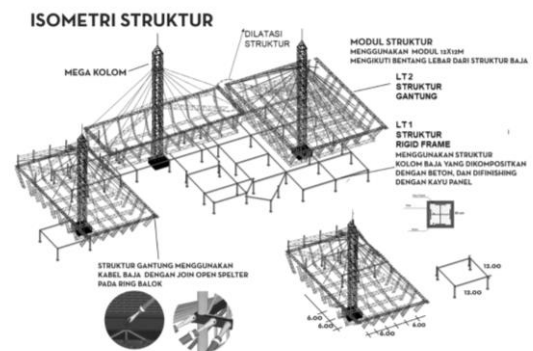 ISOMETRI STRUKTUR
DILATASI
STRUKTUR
MEGA KOLOM
MODUL STRUKTUR
MENGGUNAKAN MODUL 12X12M
MENGIKUTI BENTANG LEBAR DARI STRUKTUR BAJA
LT2
STRUKTUR
GANTUNG
LT1
STRUKTUR
RIGID FRAME
MENGGUNAKAN STRUKTUR
KOLOM BAJA YANG DIKOMPOSITKAN
DENGAN BETON, DAN DIFINISHING
DENGAN KAYU PANEL
STRUKTUR GANTUNG MENGGUNAKAN
KABEL BAJA DENGAN JOIN OPEN SPELTER
PADA RING BALOK
12.00
12.00
6.00
6.00
6.00
6.00